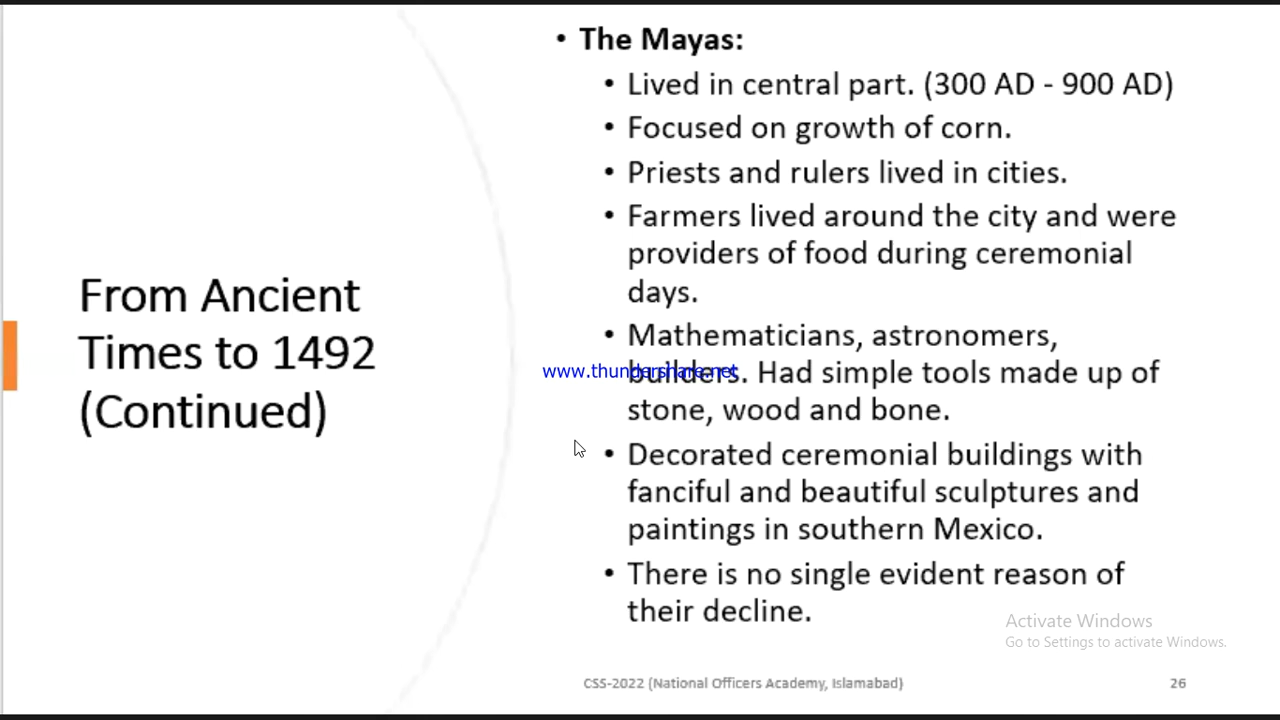 • The Mayas:
• Lived in central part. (300 AD - 900 AD)
• Focused on growth of corn.
• Priests and rulers lived in cities.
• Farmers lived around the city and were
providers of food during ceremonial
days.
From Ancient
Times to 1492
(Continued)
• Mathematicians, astronomers,
www.thundershare.net
builders. Had simple tools made up of
stone, wood and bone.
• Decorated ceremonial buildings with
fanciful and beautiful sculptures and
paintings in southern Mexico.
• There is no single evident reason of
their decline.
Activate Windows
Go to Settings to activate Windows.
CSS-2022 (National Officers Academy, Islamabad)
26